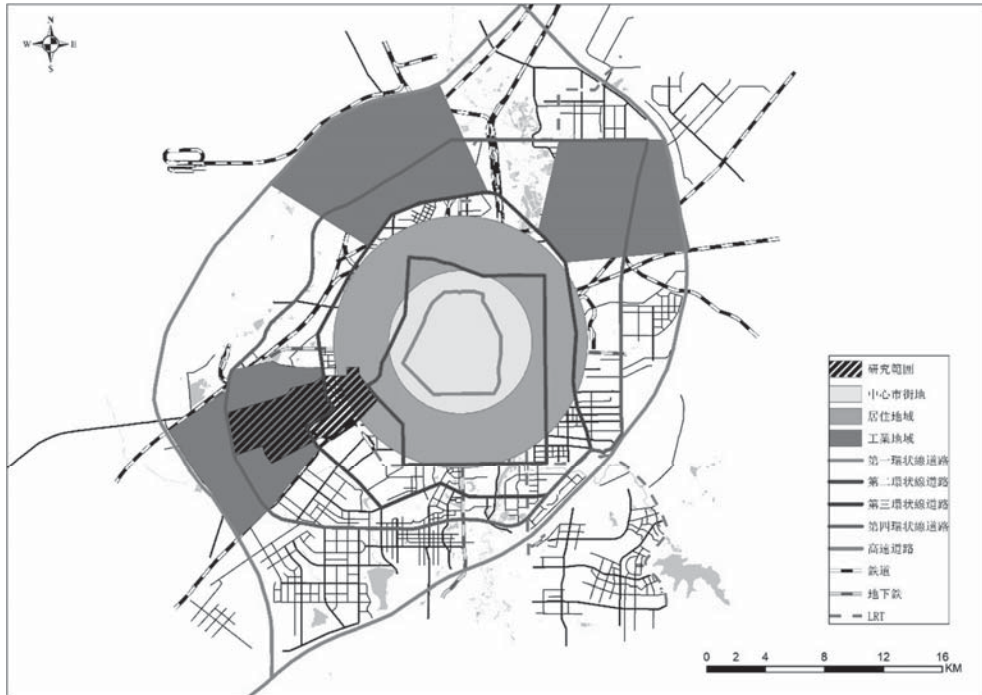 N
W E
S
研究範囲
中心市街地
居住地域
工業地域
第一環状線道路
第二環状線道路
第三環状線道路
第四環状線道路
高速道路
鉄道
地下鉄
LRT
0 2 4 8 12 16
KM